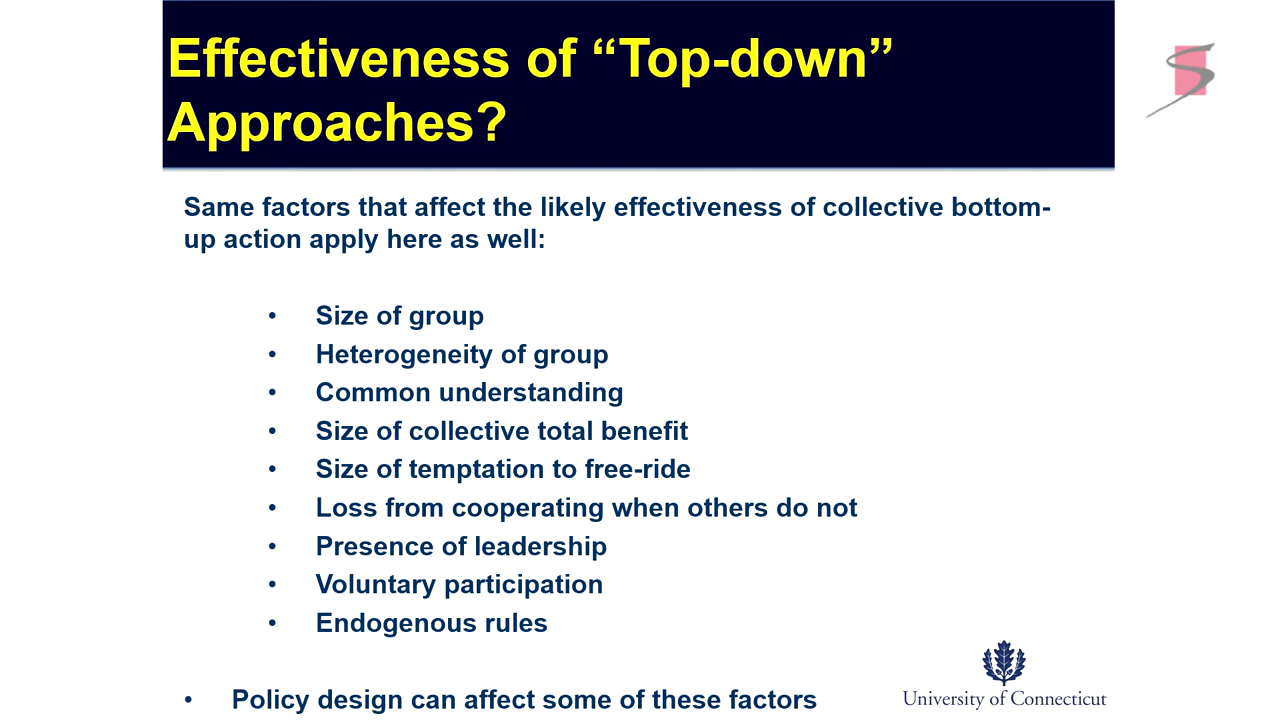 Effectiveness of “Top-down”
Approaches?
Same factors that affect the likely effectiveness of collective bottom-
up action apply here as well:
• Size of group
• Heterogeneity of group
• Common understanding
• Size of collective total benefit
• Size of temptation to free-ride
• Loss from cooperating when others do not
• Presence of leadership
• Voluntary participation
• Endogenous rules
• Policy design can affect some of these factors
University of Connecticut